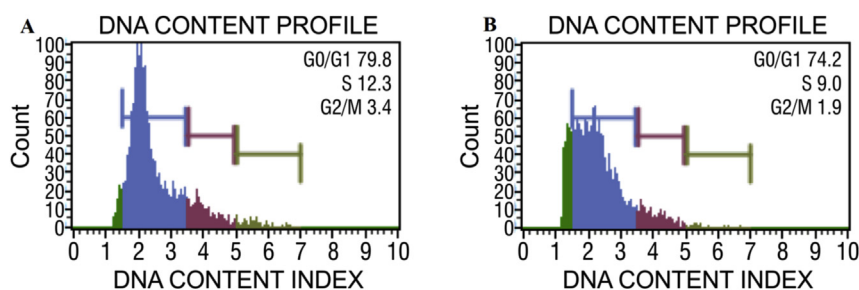 A
DNA CONTENT PROFILE
G0/G1 79.8
S 12.3
G2/M 3.4
Count
100
90
80
70
60
50
40
30
20
10
0
0 1 2 3 4 5 6 7 8 9 10
DNA CONTENT INDEX
B
DNA CONTENT PROFILE
G0/G1 74.2
S 9.0
G2/M 1.9
Count
100
90
80
70
60
50
40
30
20
10
0
0 1 2 3 4 5 6 7 8 9 10
DNA CONTENT INDEX